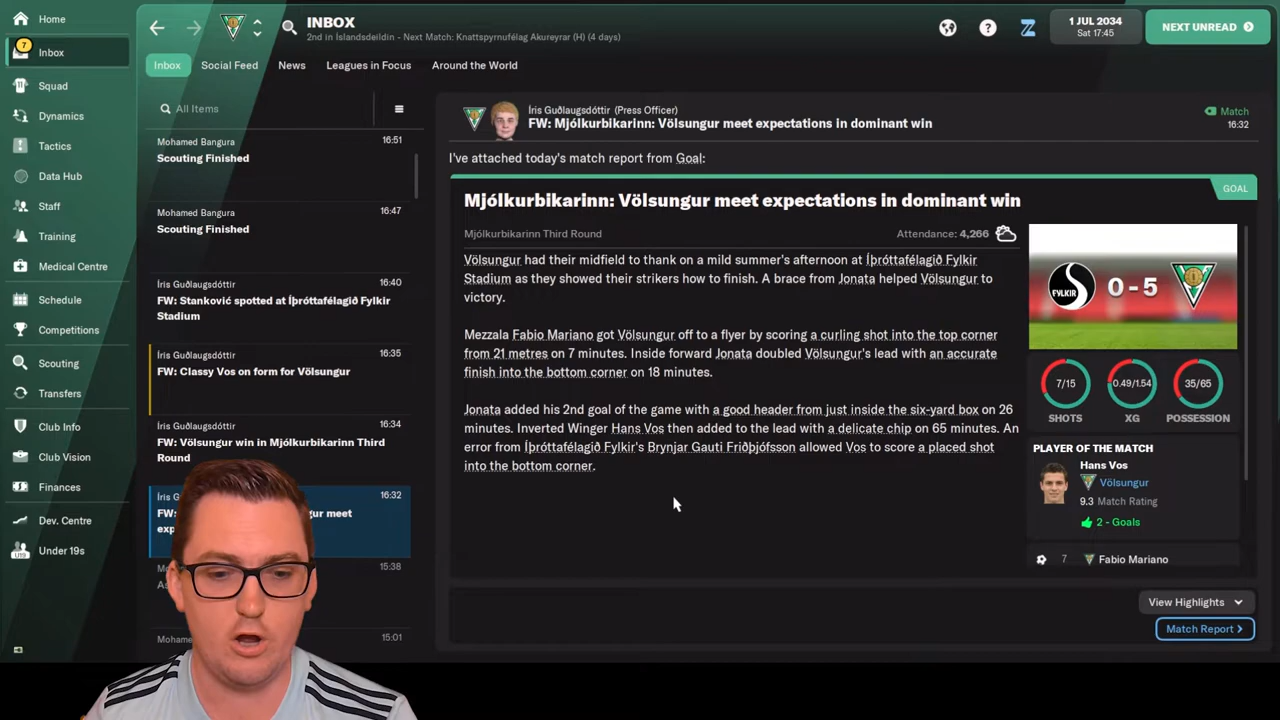 Home
7
Inbox
Squad
Dynamics
Tactics
Data Hub
Staff
Training
Medical Centre
Schedule
Competitions
Scouting
Transfers
Club Info
Club Vision
Finances
Dev. Centre
U19
Under 19s
INBOX
2nd in Íslandsdeildin - Next Match: Knattspyrnufélag Akureyrar (H) (4 days)
?
1 JUL 2034
Sat 17:45
NEXT UNREAD
Inbox
Social Feed
News
Leagues in Focus
Around the World
All Items
Mohamed Bangura 16:51
Scouting Finished
Mohamed Bangura 16:47
Scouting Finished
Íris Guðlaugsdóttir 16:40
FW: Stanković spotted at Íþróttafélagið Fylkir
Stadium
Íris Guðlaugsdóttir 16:35
FW: Classy Vos on form for Völsungur
Íris Guðlaugsdóttir 16:34
FW: Völsungur win in Mjólkurbikarinn Third
Round
Íris G 16:32
FW: gur meet
exp
15:38
Mohame 15:01
Íris Guðlaugsdóttir (Press Officer)
FW: Mjólkurbikarinn: Völsungur meet expectations in dominant win
Match
16:32
I've attached today's match report from Goal:
GOAL
Mjólkurbikarinn: Völsungur meet expectations in dominant win
Mjólkurbikarinn Third Round
Attendance: 4,266
Völsungur had their midfield to thank on a mild summer's afternoon at Íþróttafélagið Fylkir
Stadium as they showed their strikers how to finish. A brace from Jonata helped Völsungur to
victory.
Mezzala Fabio Mariano got Völsungur off to a flyer by scoring a curling shot into the top corner
from 21 metres on 7 minutes. Inside forward Jonata doubled Völsungur's lead with an accurate
finish into the bottom corner on 18 minutes.
Jonata added his 2nd goal of the game with a good header from just inside the six-yard box on 26
minutes. Inverted Winger Hans Vos then added to the lead with a delicate chip on 65 minutes. An
error from Íþróttafélagið Fylkir's Brynjar Gauti Friðþjófsson allowed Vos to score a placed shot
into the bottom corner.
FYLKIR
0 - 5
7/15
SHOTS
0.49/1.54
XG
35/65
POSSESSION
PLAYER OF THE MATCH
Hans Vos
Völsungur
9.3 Match Rating
2 - Goals
7 Fabio Mariano
View Highlights
Match Report